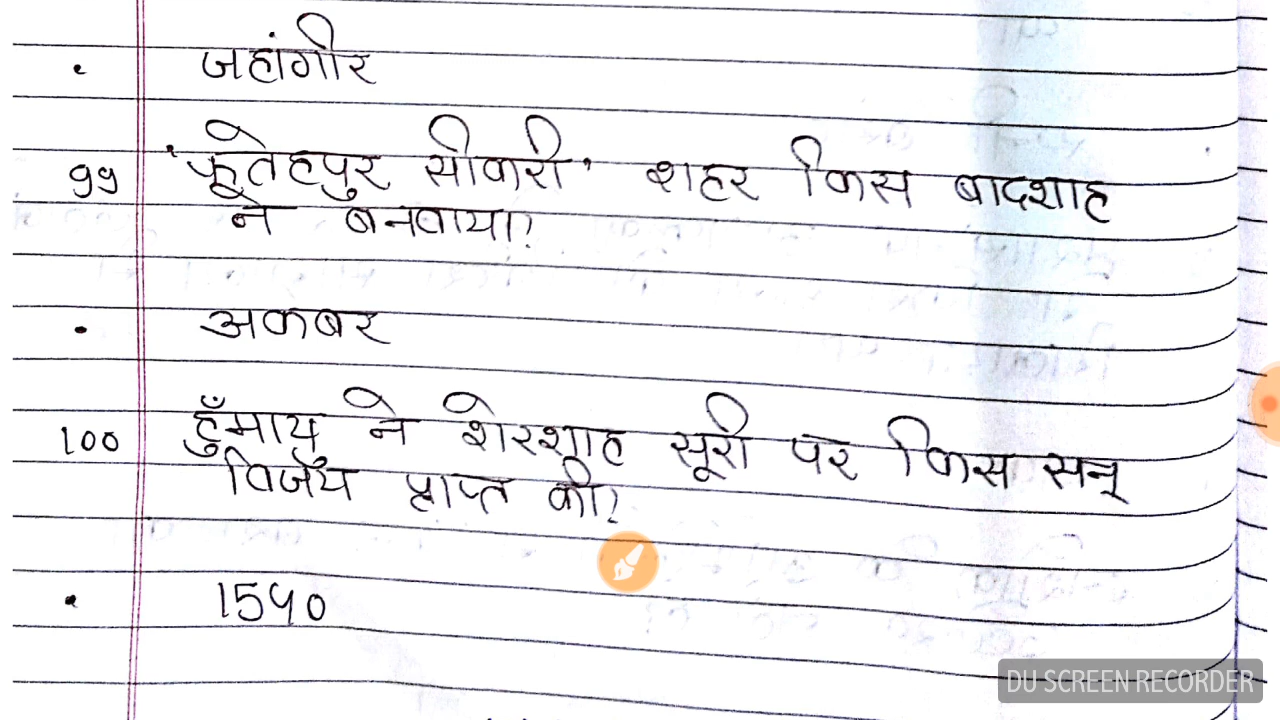 • जहांगीर
99 'फतेहपुर सीकरी' शहर किस बादशाह
ने बनवाया?
• अकबर
100 हुँमायु ने शेरशाह सूरी पर किस सन्
विजय प्राप्त की?
• 1540
DU SCREEN RECORDER